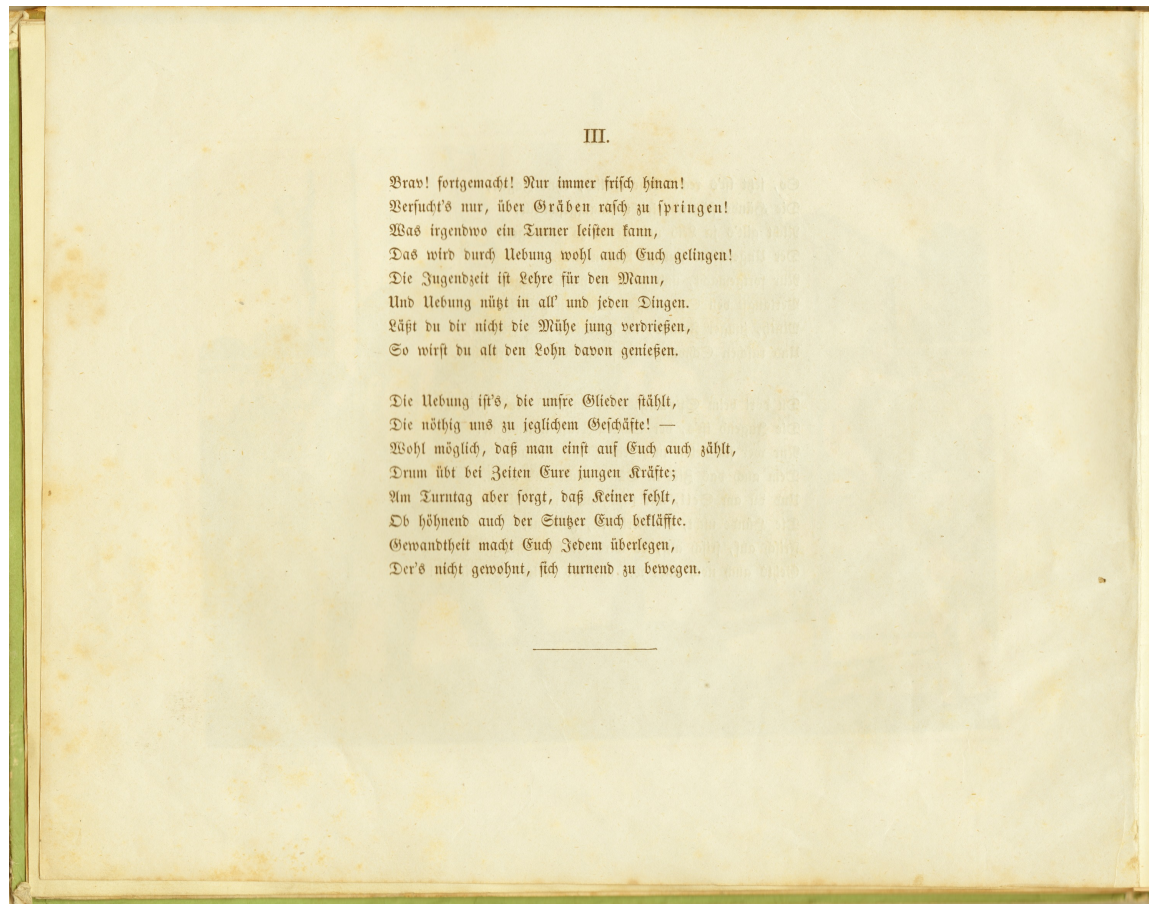 III.
Brav! fortgemacht! Nur immer frisch hinan!
Versucht's nur, über Gräben rasch zu springen!
Was irgendwo ein Turner leisten kann,
Das wird durch Uebung wohl auch Euch gelingen!
Die Jugendzeit ist Lehre für den Mann,
Und Uebung nützt in all' und jeden Dingen.
Läßt du dir nicht die Mühe jung verdrießen,
So wirst du alt den Lohn davon genießen.
Die Uebung ist's, die unsre Glieder stählt,
Die nöthig uns zu jeglichem Geschäfte! —
Wohl möglich, daß man einst auf Euch auch zählt,
Drum übt bei Zeiten Eure jungen Kräfte;
Am Turntag aber sorgt, daß Keiner fehlt,
Ob höhnend auch der Stutzer Euch bekläffte.
Gewandtheit macht Euch Jedem überlegen,
Der's nicht gewohnt, sich turnend zu bewegen.